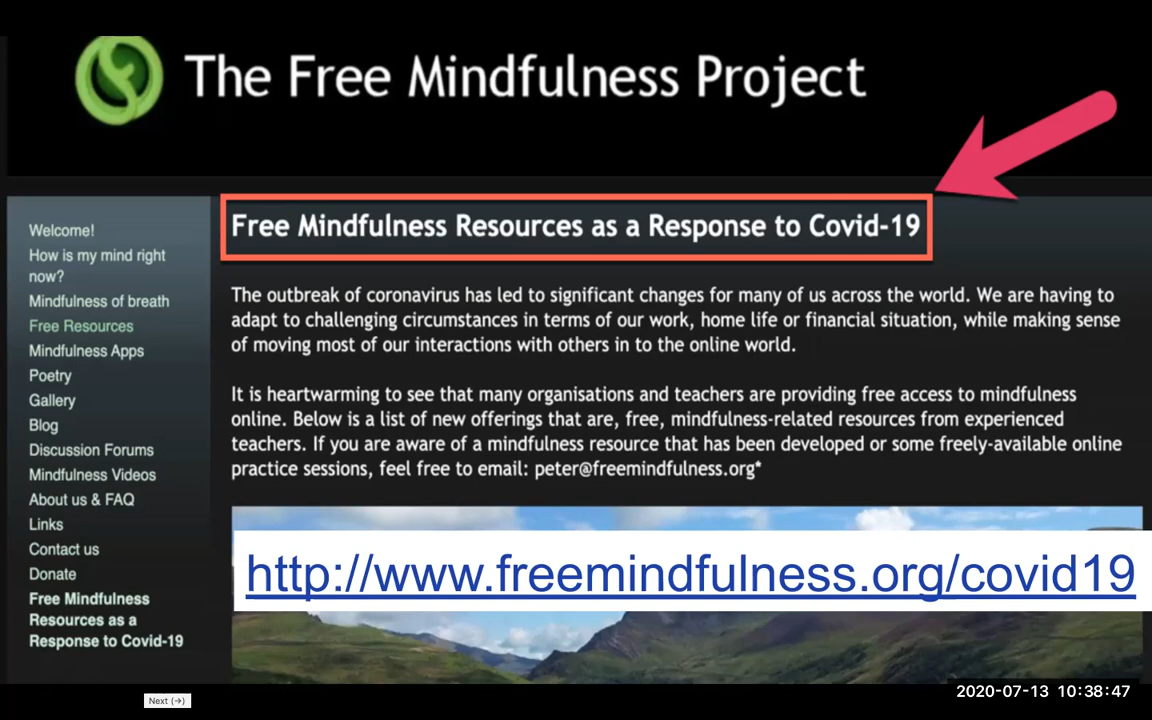 The Free Mindfulness Project
Welcome!
How is my mind right
now?
Mindfulness of breath
Free Resources
Mindfulness Apps
Poetry
Gallery
Blog
Discussion Forums
Mindfulness Videos
About us & FAQ
Links
Contact us
Donate
Free Mindfulness
Resources as a
Response to Covid-19
Free Mindfulness Resources as a Response to Covid-19
The outbreak of coronavirus has led to significant changes for many of us across the world. We are having to
adapt to challenging circumstances in terms of our work, home life or financial situation, while making sense
of moving most of our interactions with others in to the online world.
It is heartwarming to see that many organisations and teachers are providing free access to mindfulness
online. Below is a list of new offerings that are, free, mindfulness-related resources from experienced
teachers. If you are aware of a mindfulness resource that has been developed or some freely-available online
practice sessions, feel free to email: peter@freemindfulness.org*
http://www.freemindfulness.org/covid19
Next (→)
2020-07-13 10:38:47